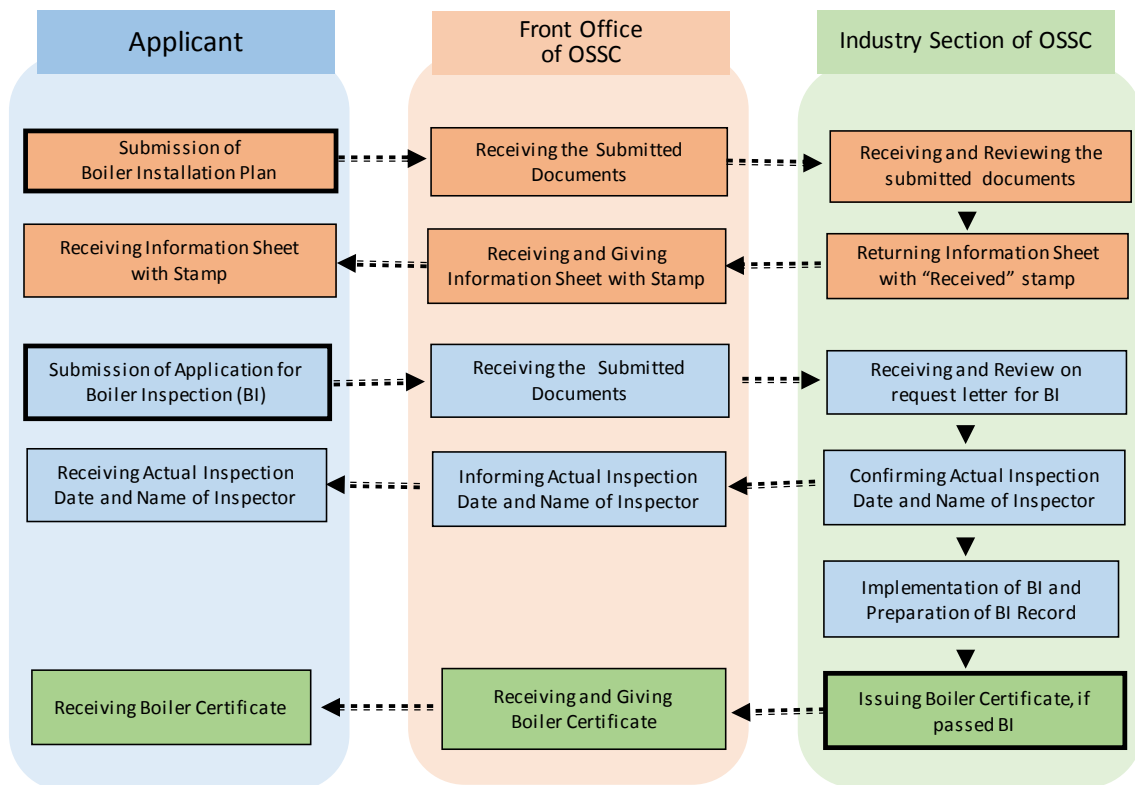 Applicant
Front Office
of OSSC
Industry Section of OSSC
Submission of
Boiler Installation Plan
Receiving the Submitted
Documents
Receiving and Reviewing the
submitted documents
Receiving Information Sheet
with Stamp
Receiving and Giving
Information Sheet with Stamp
Returning Information Sheet
with “Received” stamp
Submission of Application for
Boiler Inspection (BI)
Receiving the Submitted
Documents
Receiving and Review on
request letter for BI
Receiving Actual Inspection
Date and Name of Inspector
Informing Actual Inspection
Date and Name of Inspector
Confirming Actual Inspection
Date and Name of Inspector
Implementation of BI and
Preparation of BI Record
Receiving Boiler Certificate
Receiving and Giving
Boiler Certificate
Issuing Boiler Certificate, if
passed BI